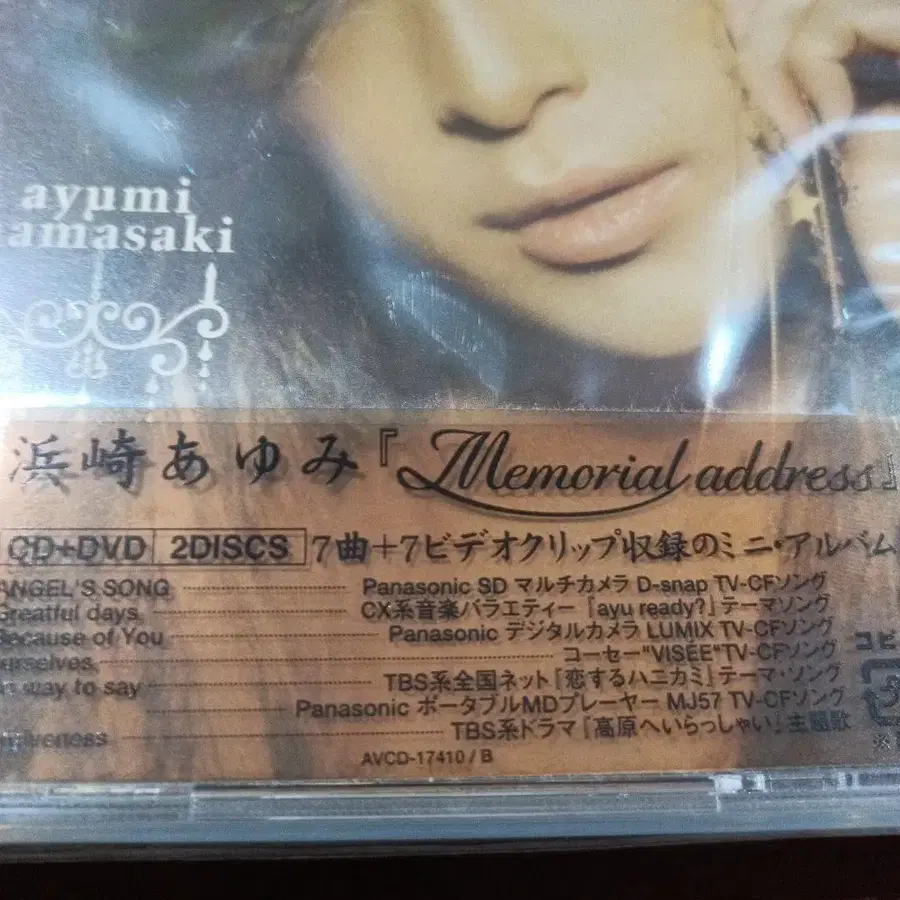 ayumi
amasaki
浜崎あゆみ『Memorial address』
CD+DVD 2DISCS 7曲+7ビデオクリップ収録のミニ・アルバム
ANGEL'S SONG Panasonic SD マルチカメラ D-snap TV-CFソング
Greatful days CX系音楽バラエティー『ayu ready?』テーマソング
Because of You Panasonic デジタルカメラ LUMIX TV-CFソング
ourselves コーセー"VISÉE"TV-CFソング
way to say TBS系全国ネット『恋するハニカミ』テーマ・ソング
Panasonic ポータブルMDプレーヤー MJ57 TV-CFソング
giveness TBS系ドラマ『高原へいらっしゃい』主題歌
AVCD-17410 / B
コピ